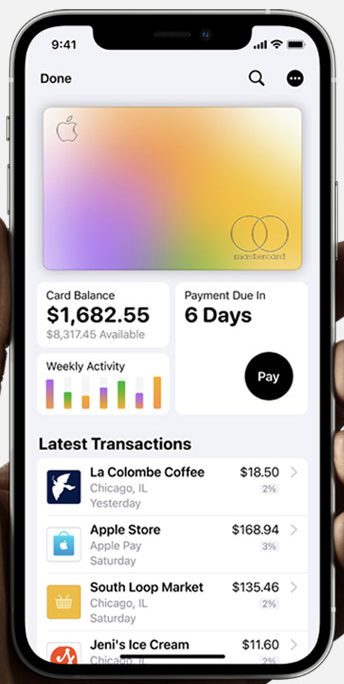 9:41
Done
mastercard
Card Balance
$1,682.55
$8,317.45 Available
Payment Due In
6 Days
Weekly Activity
Pay
Latest Transactions
La Colombe Coffee $18.50
Chicago, IL 2%
Yesterday
Apple Store $168.94
Apple Pay 3%
Saturday
South Loop Market $135.46
Chicago, IL 2%
Saturday
Jeni's Ice Cream $11.60
Chicago, IL 2%